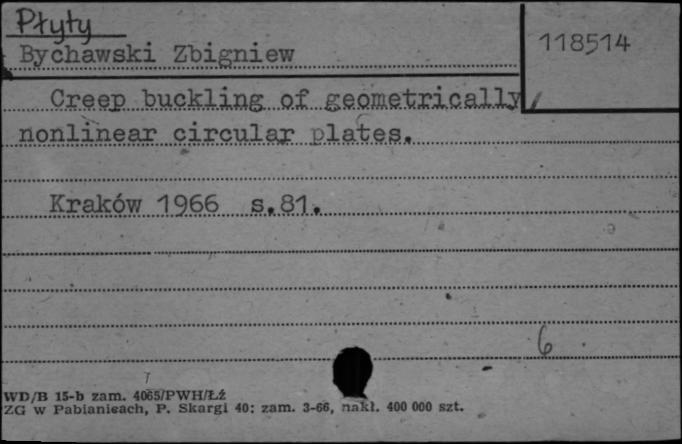 Płyty
Bychawski Zbigniew
118514
Creep buckling of geometrically
nonlinear circular plates.
Kraków 1966 s.81.
6
WD/B 15-b zam. 4065/PWH/Łź
ZG w Pabianicach, P. Skargi 40; zam. 3-66, nakł. 400 000 szt.